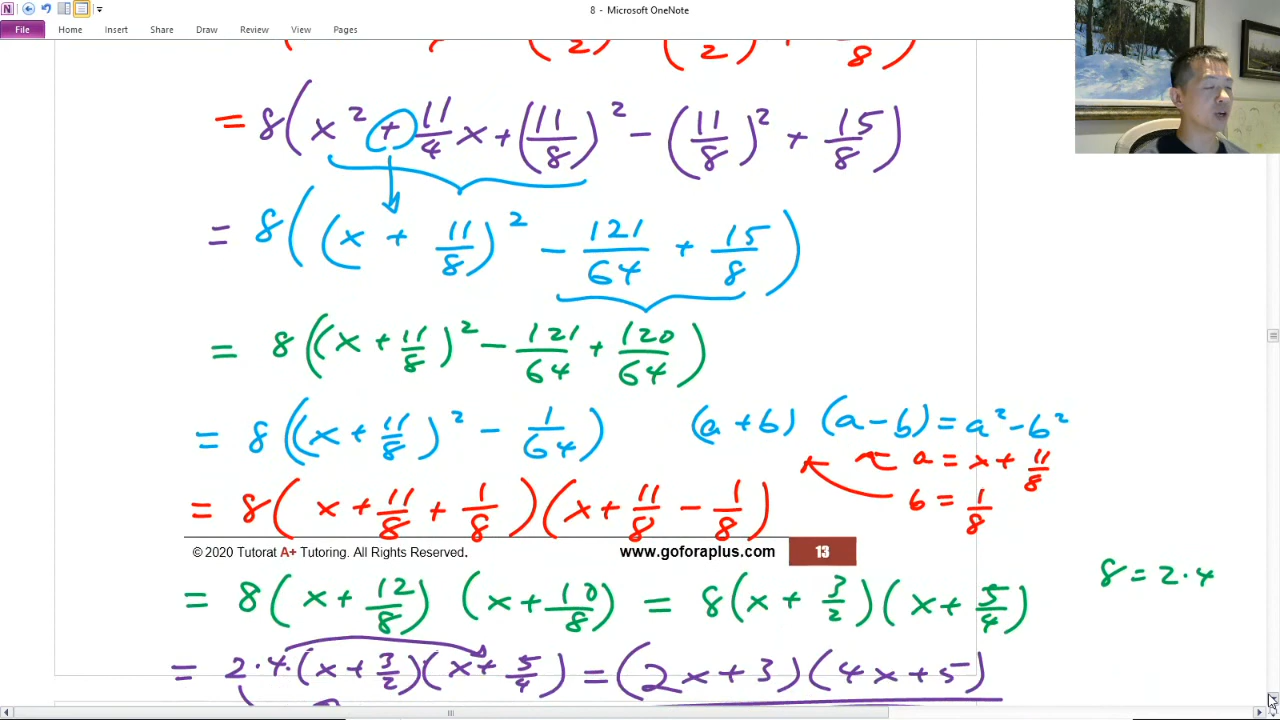 8 - Microsoft OneNote
File Home Insert Share Draw Review View Pages
= 8(x² + 11/4 x + (11/8)² - (11/8)² + 15/8)
= 8((x + 11/8)² - 121/64 + 15/8)
= 8((x + 11/8)² - 121/64 + 120/64)
= 8((x + 11/8)² - 1/64) (a + b) (a - b) = a² - b²
a = x + 11/8
= 8(x + 11/8 + 1/8)(x + 11/8 - 1/8) b = 1/8
© 2020 Tutorat A+ Tutoring. All Rights Reserved. www.goforaplus.com 13
8 = 2·4
= 8(x + 12/8) (x + 10/8) = 8(x + 3/2)(x + 5/4)
= 2·4·(x + 3/2)(x + 5/4) = (2x + 3)(4x + 5)